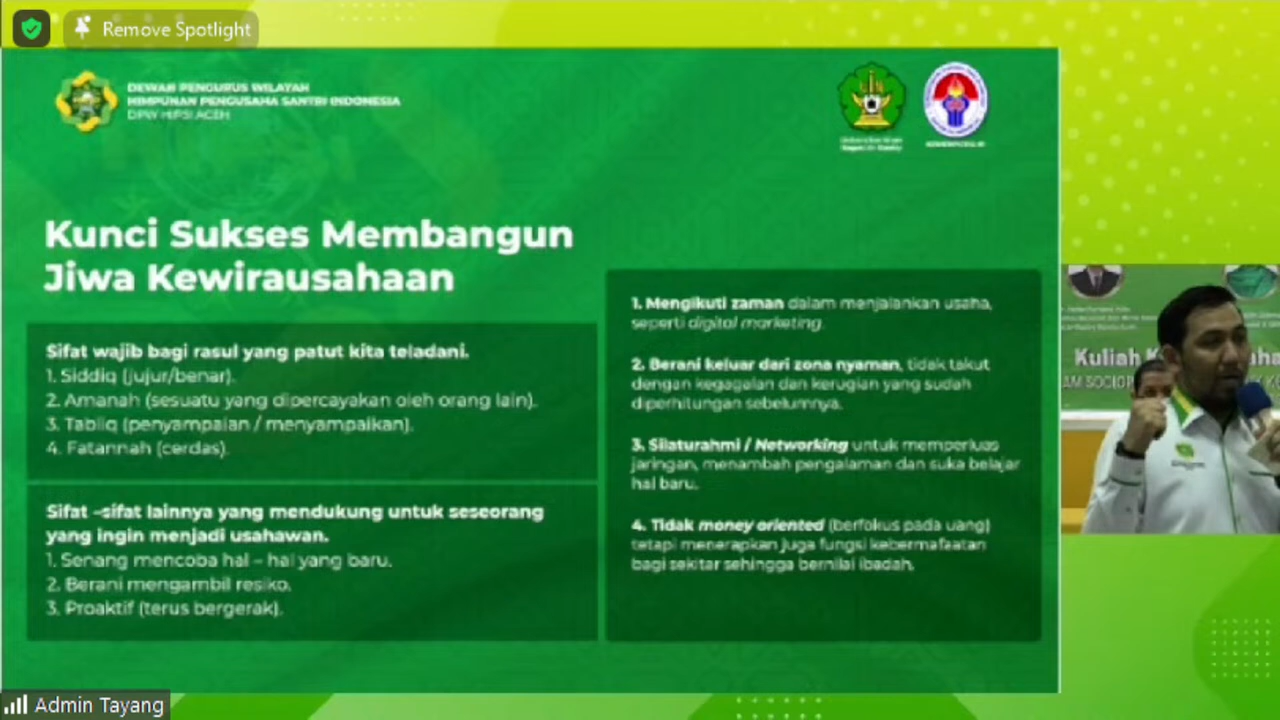 Remove Spotlight
DEWAN PENGURUS WILAYAH
HIMPUNAN PENGUSAHA SANTRI INDONESIA
DPW HIPSI ACEH
Kunci Sukses Membangun
Jiwa Kewirausahaan
Sifat wajib bagi rasul yang patut kita teladani.
1. Siddiq (jujur/benar).
2. Amanah (sesuatu yang dipercayakan oleh orang lain).
3. Tabliq (penyampaian / menyampaikan).
4. Fatannah (cerdas).
Sifat –sifat lainnya yang mendukung untuk seseorang
yang ingin menjadi usahawan.
1. Senang mencoba hal – hal yang baru.
2. Berani mengambil resiko.
3. Proaktif (terus bergerak).
1. Mengikuti zaman dalam menjalankan usaha,
seperti digital marketing.
2. Berani keluar dari zona nyaman, tidak takut
dengan kegagalan dan kerugian yang sudah
diperhitungan sebelumnya.
3. Silaturahmi / Networking untuk memperluas
jaringan, menambah pengalaman dan suka belajar
hal baru.
4. Tidak money oriented (berfokus pada uang)
tetapi menerapkan juga fungsi kebermafaatan
bagi sekitar sehingga bernilai ibadah.
Kuliah
Admin Tayang